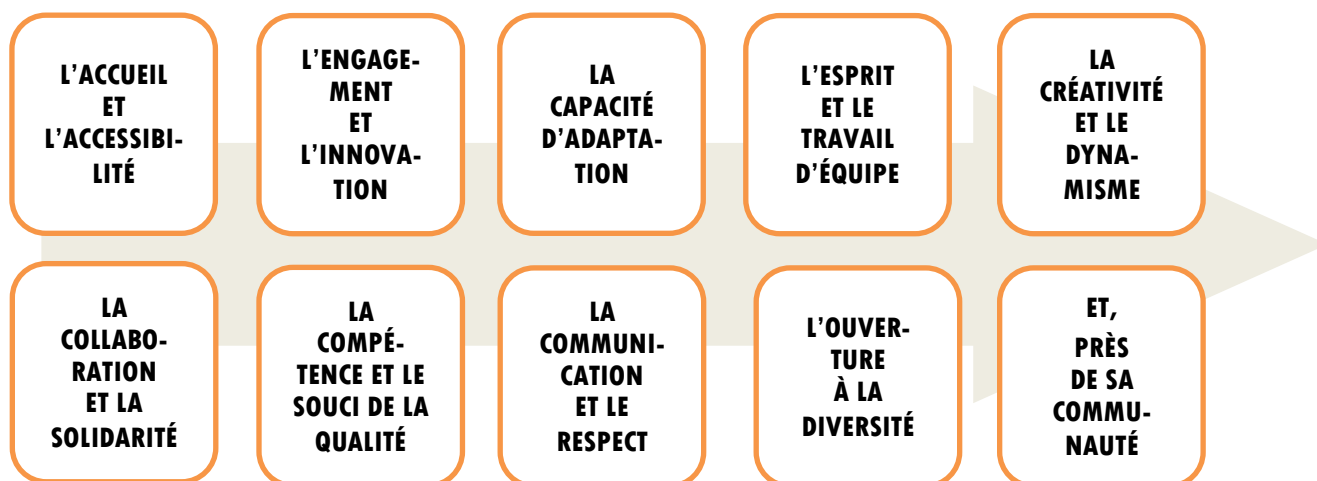 L'ACCUEIL
ET
L'ACCESSIBI-
LITÉ
L'ENGAGE-
MENT
ET
L'INNOVA-
TION
LA
CAPACITÉ
D'ADAPTA-
TION
L'ESPRIT
ET LE
TRAVAIL
D'ÉQUIPE
LA
CRÉATIVITÉ
ET LE
DYNA-
MISME
LA
COLLABO-
RATION
ET LA
SOLIDARITÉ
LA
COMPÉ-
TENCE ET LE
SOUCI DE LA
QUALITÉ
LA
COMMUNI-
CATION
ET LE
RESPECT
L'OUVER-
TURE
À LA
DIVERSITÉ
ET,
PRÈS
DE SA
COMMU-
NAUTÉ